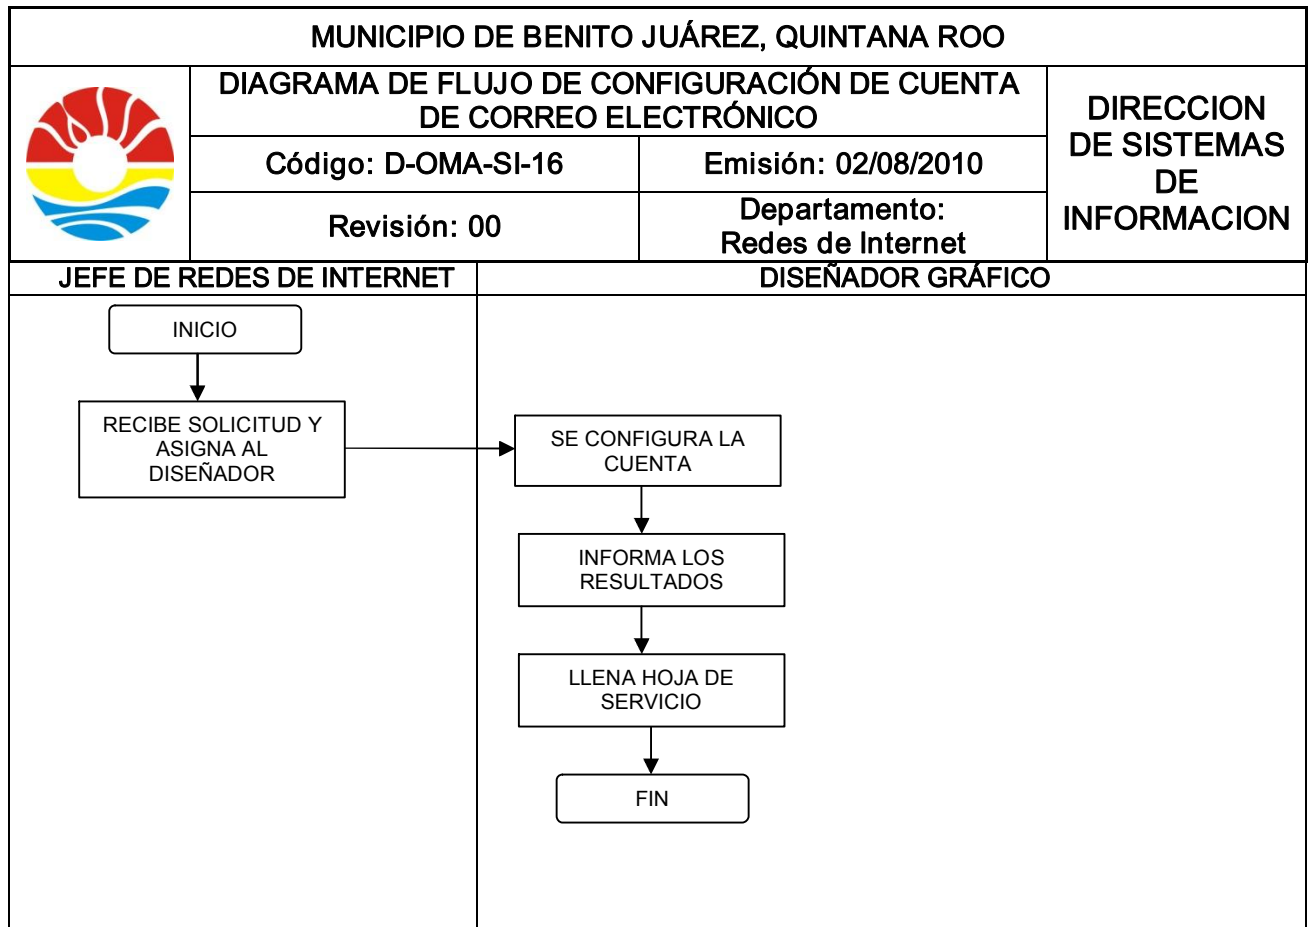 MUNICIPIO DE BENITO JUÁREZ, QUINTANA ROO
DIAGRAMA DE FLUJO DE CONFIGURACIÓN DE CUENTA
DE CORREO ELECTRÓNICO
Código: D-OMA-SI-16
Emisión: 02/08/2010
Revisión: 00
Departamento:
Redes de Internet
DIRECCION
DE SISTEMAS
DE
INFORMACION
JEFE DE REDES DE INTERNET
DISEÑADOR GRÁFICO
INICIO
RECIBE SOLICITUD Y
ASIGNA AL
DISEÑADOR
SE CONFIGURA LA
CUENTA
INFORMA LOS
RESULTADOS
LLENA HOJA DE
SERVICIO
FIN